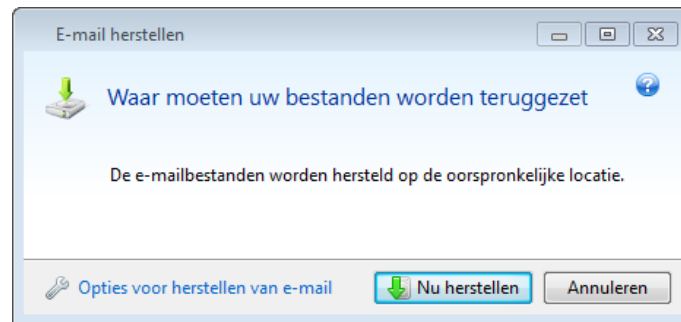 E-mail herstellen
Waar moeten uw bestanden worden teruggezet
De e-mailbestanden worden hersteld op de oorspronkelijke locatie.
Opties voor herstellen van e-mail
Nu herstellen
Annuleren